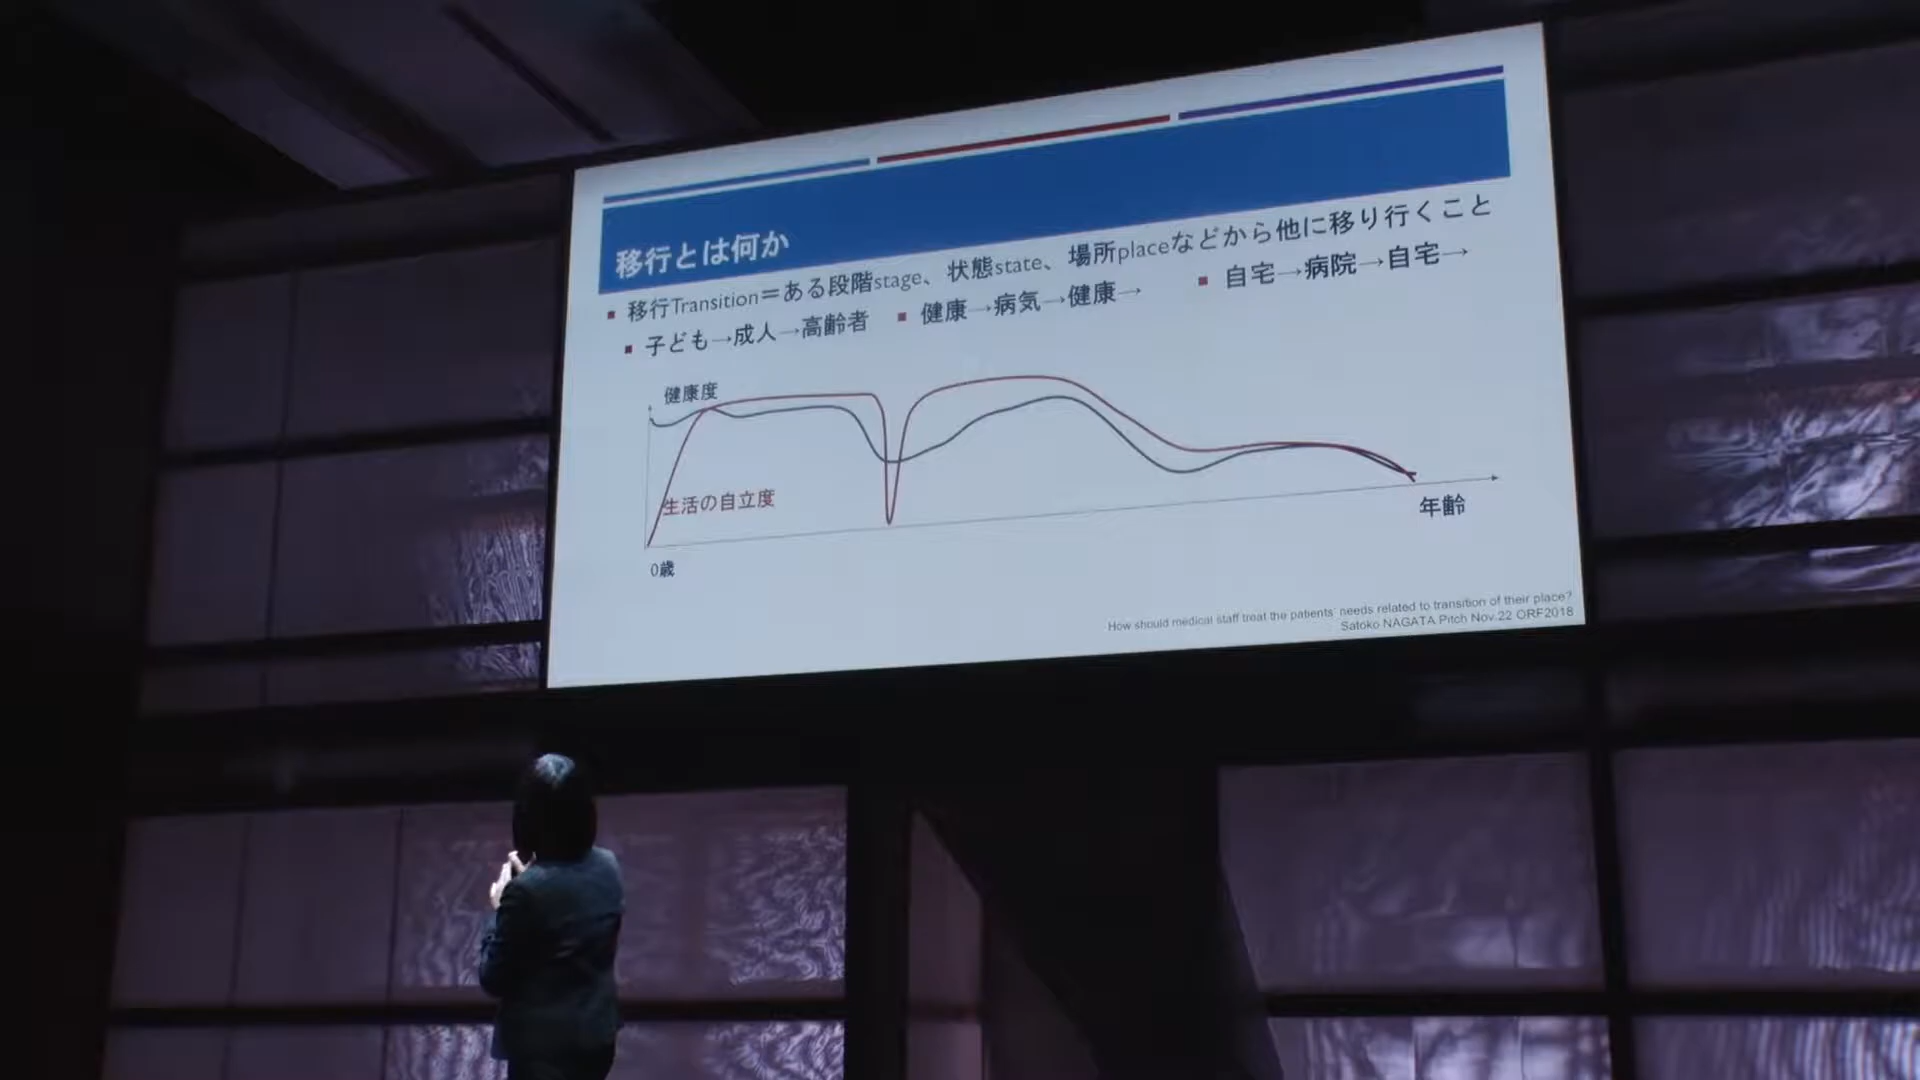 移行とは何か
移行Transition＝ある段階stage、状態state、場所placeなどから他に移り行くこと
子ども→成人→高齢者
健康→病気→健康→
自宅→病院→自宅→
健康度
生活の自立度
0歳
年齢
How should medical staff treat the patients' needs related to transition of their place?
Satoko NAGATA Pitch Nov.22 ORF2018